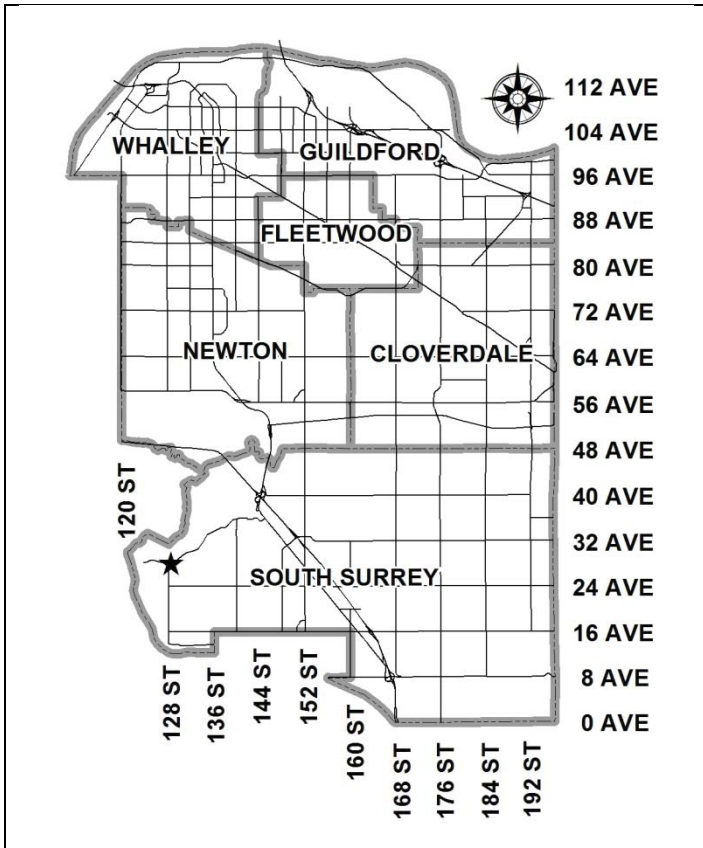 112 AVE
104 AVE
WHALLEY
GUILDFORD
96 AVE
88 AVE
FLEETWOOD
80 AVE
72 AVE
NEWTON
CLOVERDALE
64 AVE
56 AVE
48 AVE
120 ST
40 AVE
32 AVE
SOUTH SURREY
24 AVE
16 AVE
8 AVE
128 ST
136 ST
144 ST
152 ST
160 ST
0 AVE
168 ST
176 ST
184 ST
192 ST